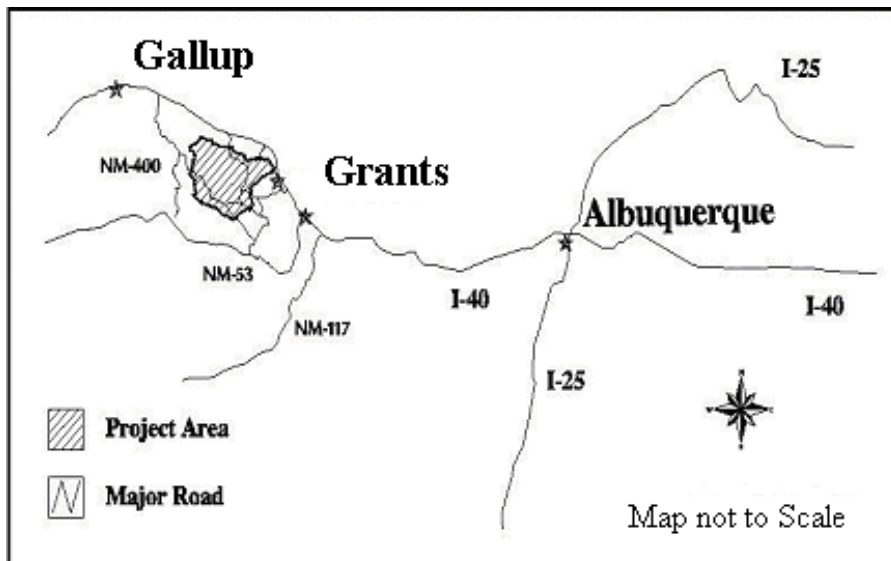 Gallup
I-25
NM-400
Grants
Albuquerque
NM-53
I-40
I-40
NM-117
I-25
Project Area
Major Road
Map not to Scale